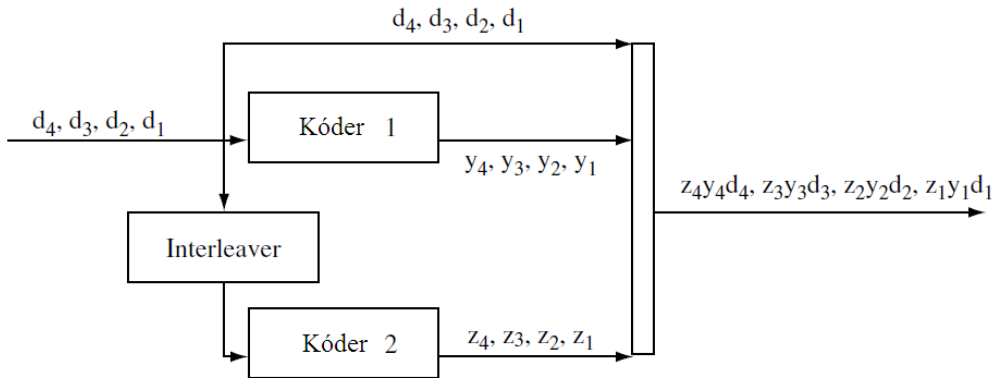 d₄, d₃, d₂, d₁
d₄, d₃, d₂, d₁
Kóder 1
y₄, y₃, y₂, y₁
z₄y₄d₄, z₃y₃d₃, z₂y₂d₂, z₁y₁d₁
Interleaver
Kóder 2
z₄, z₃, z₂, z₁